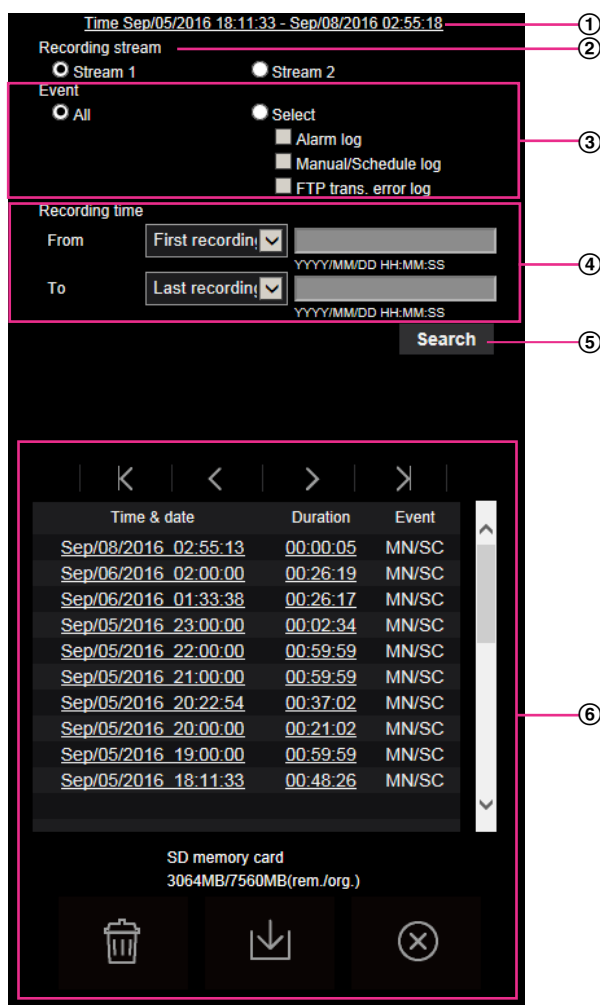 Time Sep/05/2016 18:11:33 - Sep/08/2016 02:55:18 ①
Recording stream ②
Stream 1 Stream 2
Event
All Select
Alarm log ③
Manual/Schedule log
FTP trans. error log
Recording time
From First recordin
YYYY/MM/DD HH:MM:SS ④
To Last recording
YYYY/MM/DD HH:MM:SS
Search ⑤
Time & date Duration Event
Sep/08/2016 02:55:13 00:00:05 MN/SC
Sep/06/2016 02:00:00 00:26:19 MN/SC
Sep/06/2016 01:33:38 00:26:17 MN/SC
Sep/05/2016 23:00:00 00:02:34 MN/SC
Sep/05/2016 22:00:00 00:59:59 MN/SC
Sep/05/2016 21:00:00 00:59:59 MN/SC
Sep/05/2016 20:22:54 00:37:02 MN/SC ⑥
Sep/05/2016 20:00:00 00:21:02 MN/SC
Sep/05/2016 19:00:00 00:59:59 MN/SC
Sep/05/2016 18:11:33 00:48:26 MN/SC
SD memory card
3064MB/7560MB(rem./org.)